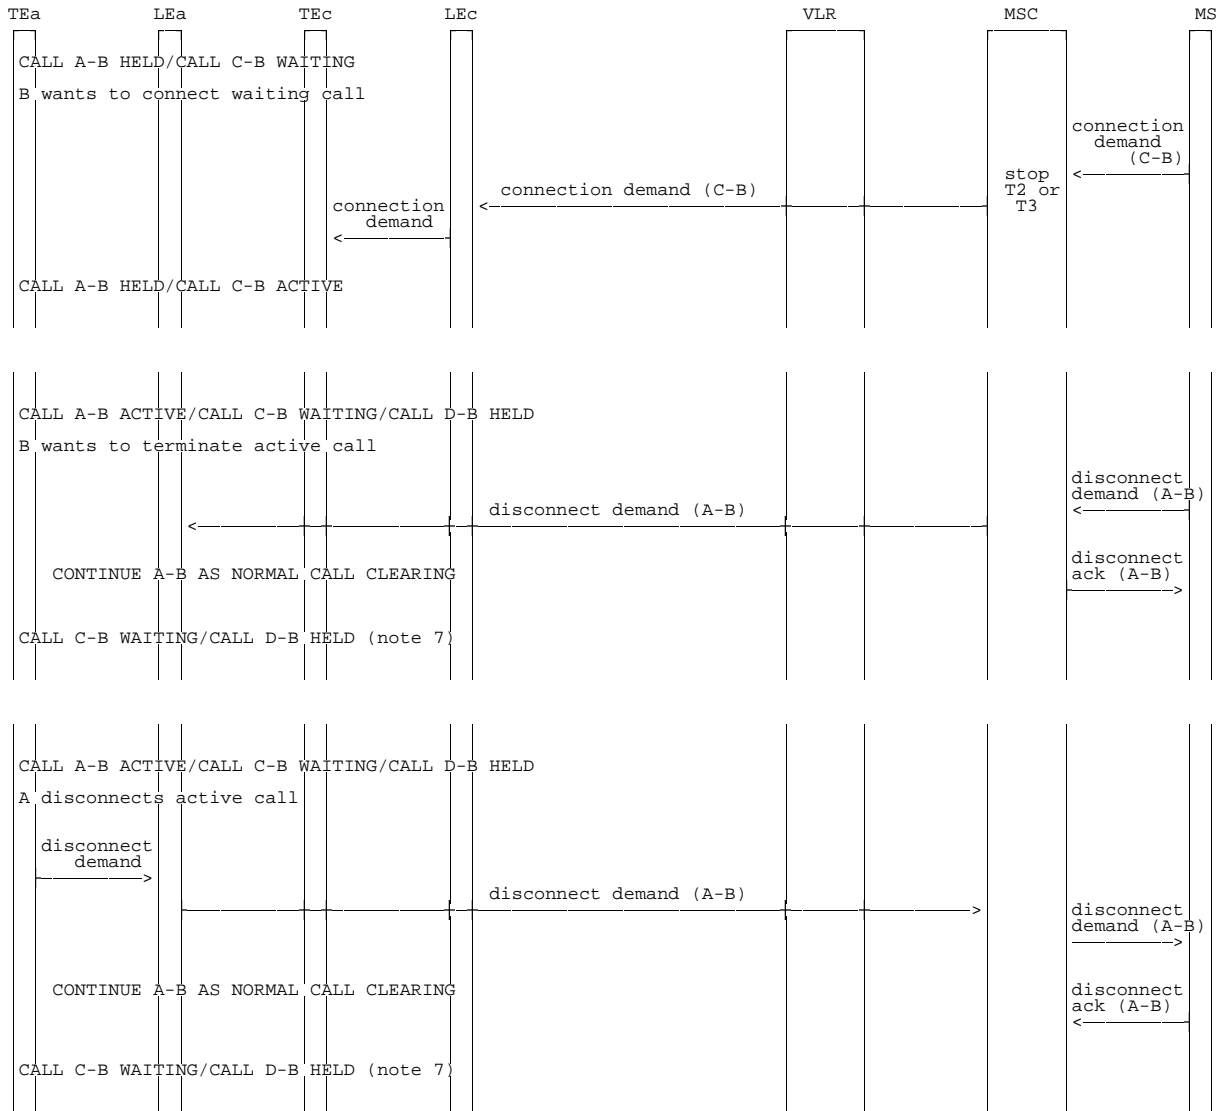 TEa LEa TEc LEc VLR MSC MS
CALL A-B HELD/CALL C-B WAITING
B wants to connect waiting call
connection
demand
(C-B)
stop
T2 or
T3
connection demand (C-B)
connection
demand
CALL A-B HELD/CALL C-B ACTIVE
CALL A-B ACTIVE/CALL C-B WAITING/CALL D-B HELD
B wants to terminate active call
disconnect
demand (A-B)
disconnect demand (A-B)
disconnect
ack (A-B)
CONTINUE A-B AS NORMAL CALL CLEARING
CALL C-B WAITING/CALL D-B HELD (note 7)
CALL A-B ACTIVE/CALL C-B WAITING/CALL D-B HELD
A disconnects active call
disconnect
demand
disconnect demand (A-B)
disconnect
demand (A-B)
CONTINUE A-B AS NORMAL CALL CLEARING
disconnect
ack (A-B)
CALL C-B WAITING/CALL D-B HELD (note 7)